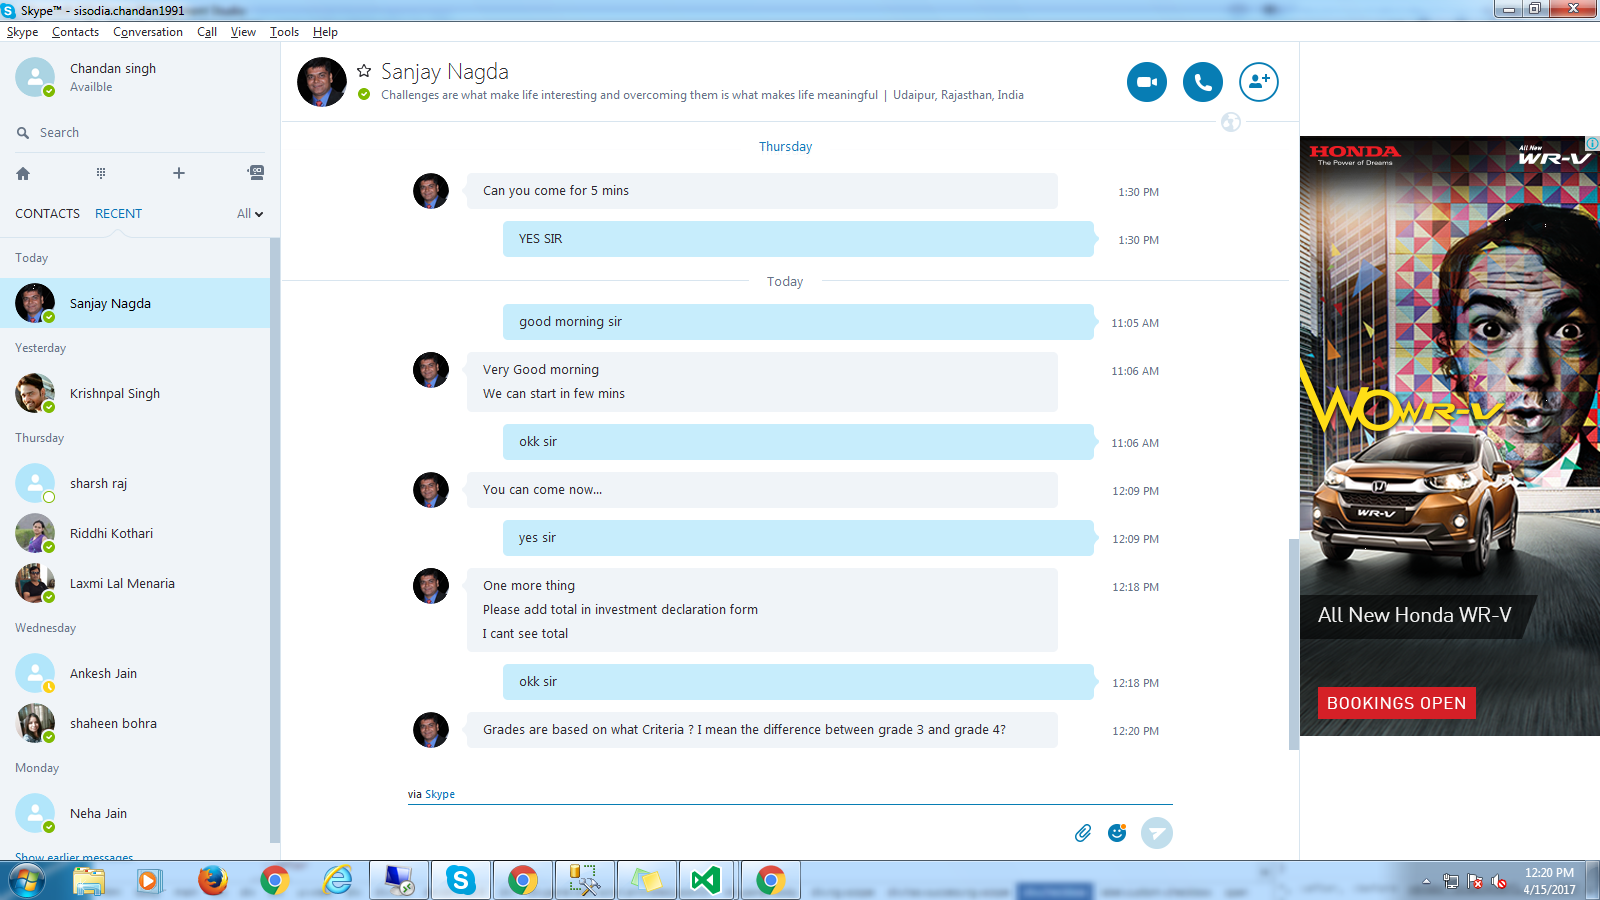 Skype™ - sisodia.chandan1991
Skype Contacts Conversation Call View Tools Help
Chandan singh
Availble
Search
CONTACTS RECENT All
Today
Sanjay Nagda
Yesterday
Krishnpal Singh
Thursday
sharsh raj
Riddhi Kothari
Laxmi Lal Menaria
Wednesday
Ankesh Jain
shaheen bohra
Monday
Neha Jain
Show earlier messages
Sanjay Nagda
Challenges are what make life interesting and overcoming them is what makes life meaningful | Udaipur, Rajasthan, India
Thursday
Can you come for 5 mins 1:30 PM
YES SIR 1:30 PM
Today
good morning sir 11:05 AM
Very Good morning 11:06 AM
We can start in few mins
okk sir 11:06 AM
You can come now... 12:09 PM
yes sir 12:09 PM
One more thing 12:18 PM
Please add total in investment declaration form
I cant see total
okk sir 12:18 PM
Grades are based on what Criteria ? I mean the difference between grade 3 and grade 4? 12:20 PM
via Skype
HONDA
The Power of Dreams
All New
WR-V
WOWR-V
WR-V
All New Honda WR-V
BOOKINGS OPEN
12:20 PM
4/15/2017